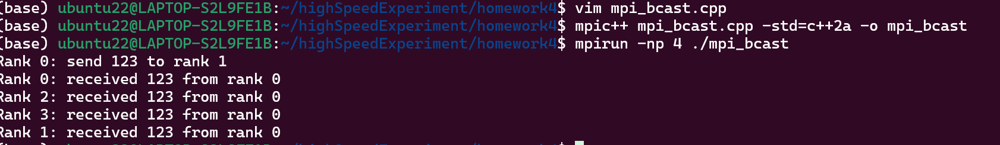 (base) ubuntu22@LAPTOP-S2L9FE1B:~/highSpeedExperiment/homework4$ vim mpi_bcast.cpp
(base) ubuntu22@LAPTOP-S2L9FE1B:~/highSpeedExperiment/homework4$ mpic++ mpi_bcast.cpp -std=c++2a -o mpi_bcast
(base) ubuntu22@LAPTOP-S2L9FE1B:~/highSpeedExperiment/homework4$ mpirun -np 4 ./mpi_bcast
Rank 0: send 123 to rank 1
Rank 0: received 123 from rank 0
Rank 2: received 123 from rank 0
Rank 3: received 123 from rank 0
Rank 1: received 123 from rank 0